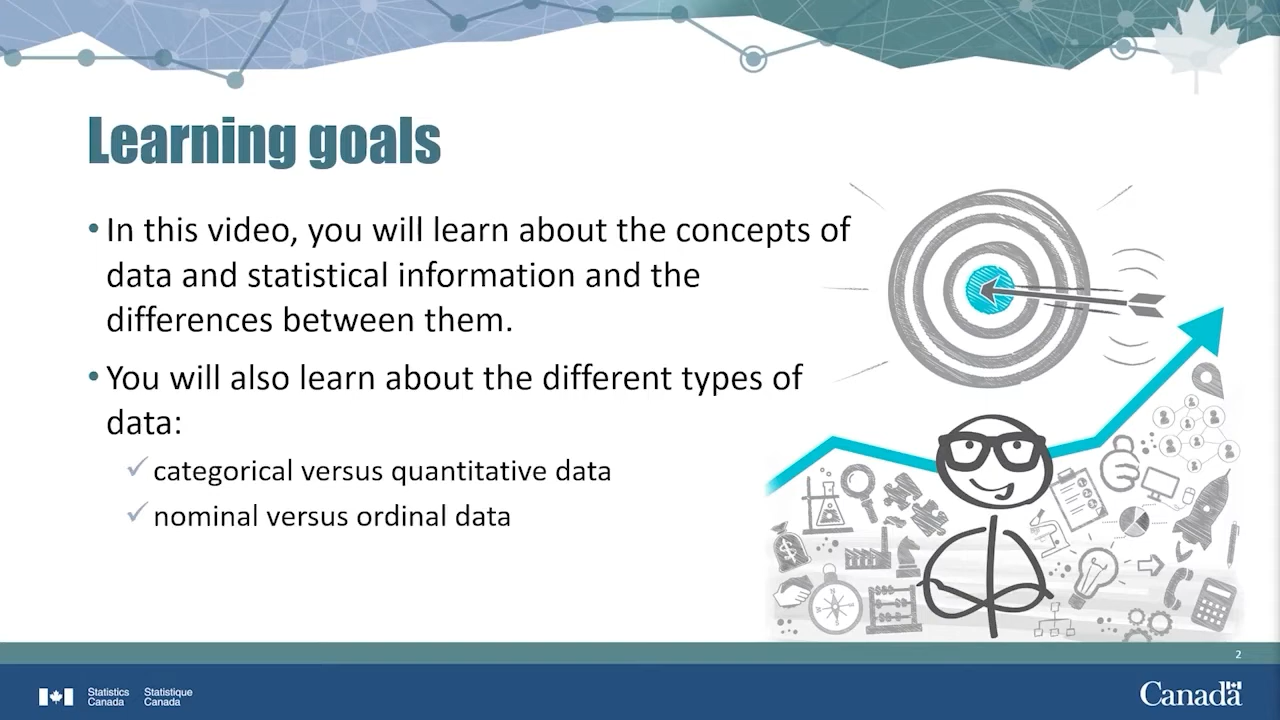 Learning goals
• In this video, you will learn about the concepts of
data and statistical information and the
differences between them.
• You will also learn about the different types of
data:
✓ categorical versus quantitative data
✓ nominal versus ordinal data
2
Statistics Statistique
Canada Canada
Canada